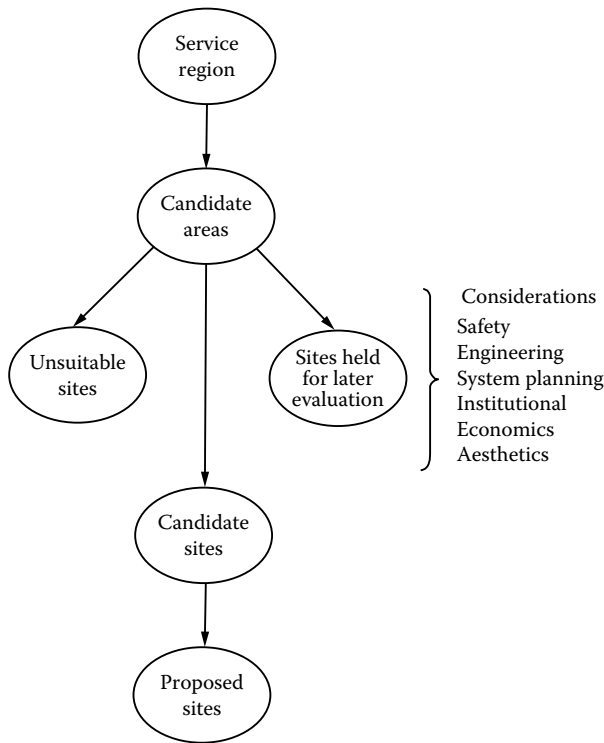 Service
region
Candidate
areas
Unsuitable
sites
Sites held
for later
evaluation
Considerations
Safety
Engineering
System planning
Institutional
Economics
Aesthetics
Candidate
sites
Proposed
sites